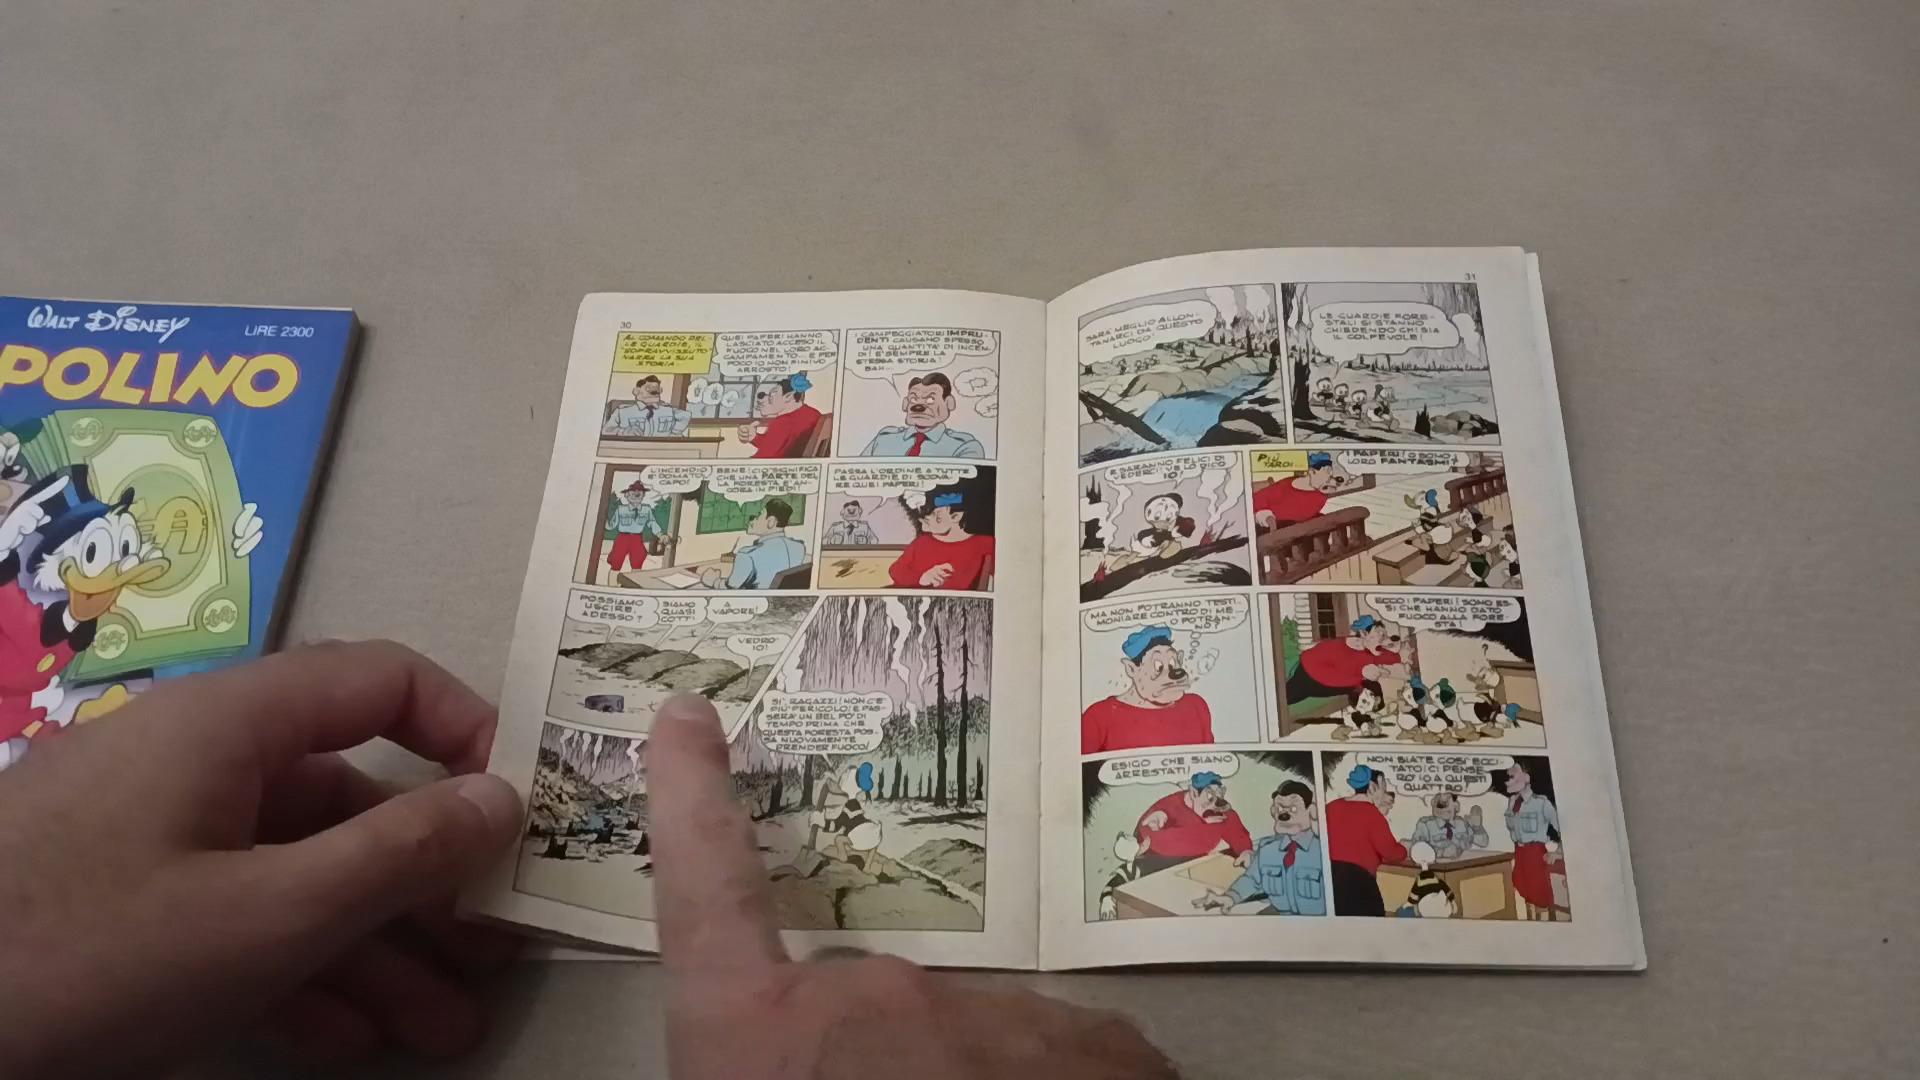 WALT DISNEY
LIRE 2300
POLINO
30
AL COMANDO DEL-
LE GUARDIE, IL
"SOPRAVVISSUTO"
NARRA LA SUA
STORIA...
QUEI PAPERI HANNO
LASCIATO ACCESO IL
FUOCO NEL LORO AC-
CAMPAMENTO... E PER
POCO IO NON FINIVO
ARROSTO!
I CAMPEGGIATORI IMPRU-
DENTI CAUSANO SPESSO
UNA QUANTITA' DI INCEN-
DI! E' SEMPRE LA
STESSA STORIA!
BAH...
L'INCENDIO
E' DOMATO,
CAPO!
BENE! CIO' SIGNIFICA
CHE UNA PARTE DEL-
LA FORESTA E' AN-
CORA IN PIEDI!
PASSA L'ORDINE A TUTTE
LE GUARDIE DI SCOVA-
RE QUEI PAPERI!
POSSIAMO
USCIRE,
ADESSO?
SIAMO
QUASI
COTTI
A
VAPORE!
VEDRO'
IO!
SI', RAGAZZI! NON C'E'
PIU' PERICOLO! E PAS-
SERA' UN BEL PO' DI
TEMPO PRIMA CHE
QUESTA FORESTA POS-
SA NUOVAMENTE
PRENDER FUOCO!
31
SARA' MEGLIO ALLON-
TANARCI DA QUESTO
LUOGO!
LE GUARDIE FORE-
STALI SI STANNO
CHIEDENDO CHI SIA
IL COLPEVOLE!
E SARANNO FELICI DI
VEDERCI! VE LO DICO
IO!
PIU'
TARDI...
I PAPERI! O SONO I
LORO FANTASMI?
MA NON POTRANNO TESTI-
MONIARE CONTRO DI ME...
O POTRAN-
NO?
ECCO I PAPERI! SONO ES-
SI CHE HANNO DATO
FUOCO ALLA FORE-
STA!
?
ESIGO CHE SIANO
ARRESTATI!
NON SIATE COSI' ECCI-
TATO! CI PENSE-
RO' IO A QUESTI
QUATTRO!